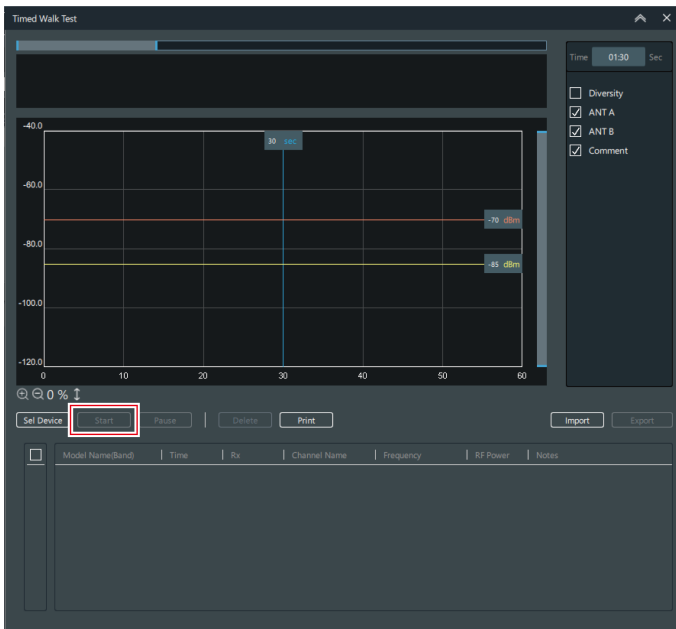 Timed Walk Test
Time 01:30 Sec
Diversity
ANT A
ANT B
Comment
-40.0
30 sec
-60.0
-70 dBm
-80.0
-85 dBm
-100.0
-120.0
0 10 20 30 40 50 60
0 %
Sel Device Start Pause Delete Print Import Export
Model Name(Band) Time Rx Channel Name Frequency RF Power Notes